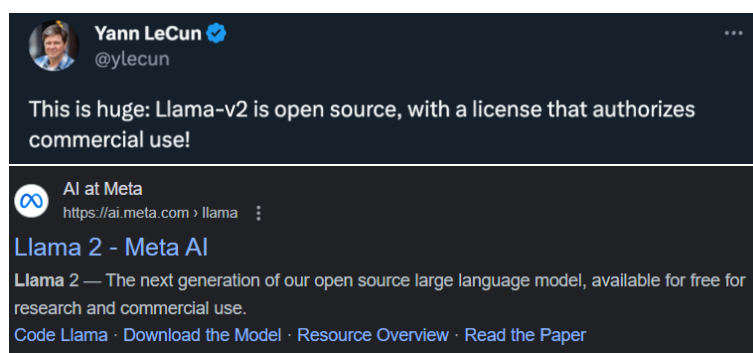 Yann LeCun
@ylecun
This is huge: Llama-v2 is open source, with a license that authorizes
commercial use!
AI at Meta
https://ai.meta.com › llama
Llama 2 - Meta AI
Llama 2 — The next generation of our open source large language model, available for free for
research and commercial use.
Code Llama · Download the Model · Resource Overview · Read the Paper